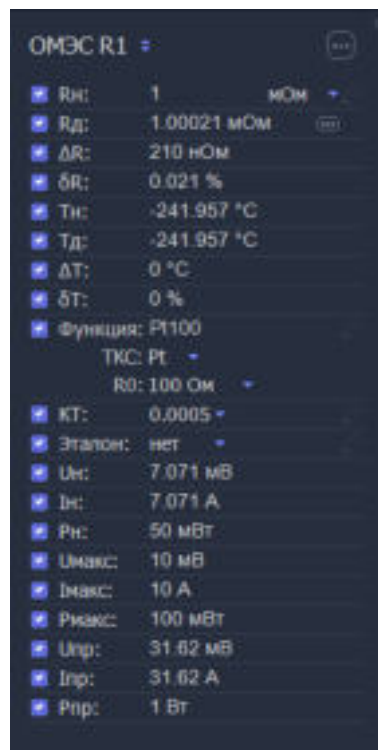 ОМЭС R1
Rн: 1 мОм
Rд: 1.00021 мОм
ΔR: 210 нОм
δR: 0.021 %
Tн: -241.957 °C
Tд: -241.957 °C
ΔT: 0 °C
δT: 0 %
Функция: Pt100
ТКС: Pt
R0: 100 Ом
КТ: 0,0005
Эталон: нет
Uн: 7.071 мВ
Iн: 7.071 А
Pн: 50 мВт
Uмакс: 10 мВ
Iмакс: 10 А
Pмакс: 100 мВт
Uпр: 31.62 мВ
Iпр: 31.62 А
Pпр: 1 Вт